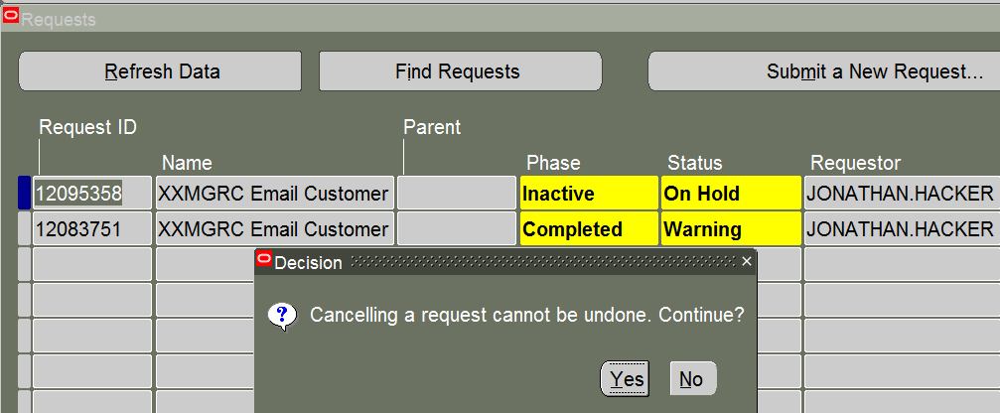 Requests
Refresh Data Find Requests Submit a New Request...
Request ID Parent
Name Phase Status Requestor
12095358 XXMGRC Email Customer Inactive On Hold JONATHAN.HACKER
12083751 XXMGRC Email Customer Completed Warning JONATHAN.HACKER
Decision
? Cancelling a request cannot be undone. Continue?
Yes No